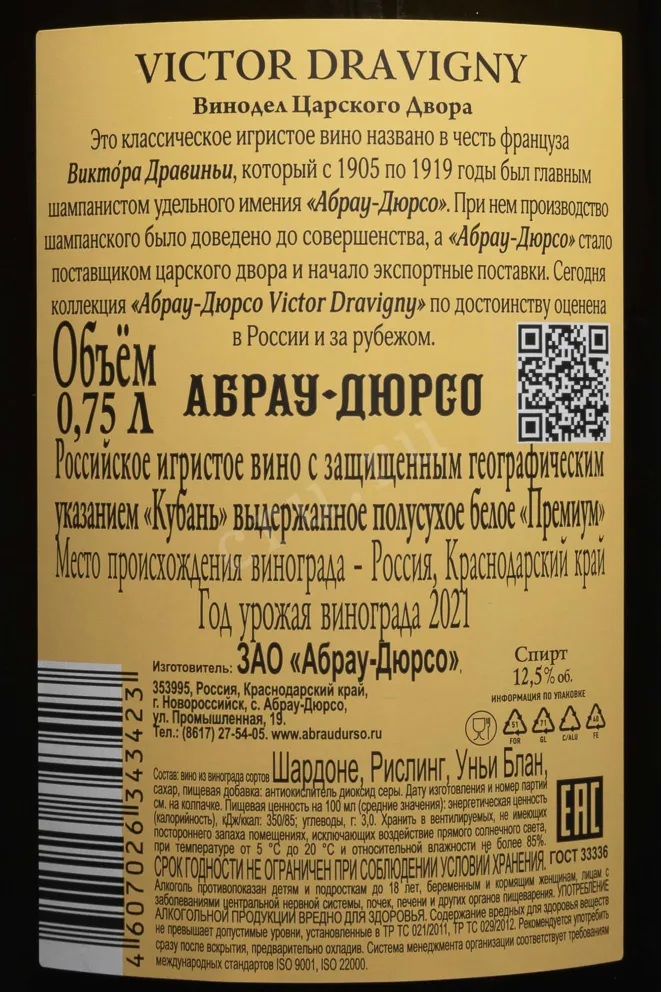 VICTOR DRAVIGNY
Винодел Царского Двора
Это классическое игристое вино названо в честь француза
Викто́ра Дравиньи, который с 1905 по 1919 годы был главным
шампанистом удельного имения «Абрау-Дюрсо». При нем производство
шампанского было доведено до совершенства, а «Абрау-Дюрсо» стало
поставщиком царского двора и начало экспортные поставки. Сегодня
коллекция «Абрау-Дюрсо Victor Dravigny» по достоинству оценена
в России и за рубежом.
Объём
0,75 Л
АБРАУ-ДЮРСО
Российское игристое вино с защищенным географическим
указанием «Кубань» выдержанное полусухое белое «Премиум»
Место происхождения винограда - Россия, Краснодарский край
Год урожая винограда 2021
Изготовитель: ЗАО «Абрау-Дюрсо»,
353995, Россия, Краснодарский край,
г. Новороссийск, с. Абрау-Дюрсо,
ул. Промышленная, 19.
Тел.: (8617) 27-54-05. www.abraudurso.ru
Спирт
12,5% об.
ИНФОРМАЦИЯ ПО УПАКОВКЕ
51 71 40
FOR GL C/ALU FE
Состав: вино из винограда сортов Шардоне, Рислинг, Уньи Блан,
сахар, пищевая добавка: антиокислитель диоксид серы. Дату изготовления и номер партии
см. на колпачке. Пищевая ценность на 100 мл (средние значения): энергетическая ценность
(калорийность), кДж/ккал: 350/85; углеводы, г: 3,0. Хранить в вентилируемых, не имеющих
постороннего запаха помещениях, исключающих воздействие прямого солнечного света,
при температуре от 5 °С до 20 °С и относительной влажности не более 85%.
СРОК ГОДНОСТИ НЕ ОГРАНИЧЕН ПРИ СОБЛЮДЕНИИ УСЛОВИЙ ХРАНЕНИЯ. ГОСТ 33336
EAC
Алкоголь противопоказан детям и подросткам до 18 лет, беременным и кормящим женщинам, лицам с
заболеваниями центральной нервной системы, почек, печени и других органов пищеварения. УПОТРЕБЛЕНИЕ
АЛКОГОЛЬНОЙ ПРОДУКЦИИ ВРЕДНО ДЛЯ ЗДОРОВЬЯ. Содержание вредных для здоровья веществ
не превышает допустимые уровни, установленные в ТР ТС 021/2011, ТР ТС 029/2012. Рекомендуется употребить
сразу после вскрытия, предварительно охладив. Система менеджмента организации соответствует требованиям
международных стандартов ISO 9001, ISO 22000.
4607026134342 3